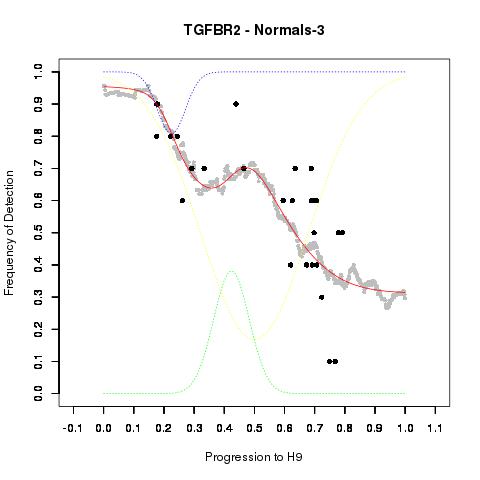 TGFBR2 - Normals-3
Frequency of Detection
1.0
0.9
0.8
0.7
0.6
0.5
0.4
0.3
0.2
0.1
0.0
-0.1 0.0 0.1 0.2 0.3 0.4 0.5 0.6 0.7 0.8 0.9 1.0 1.1
Progression to H9